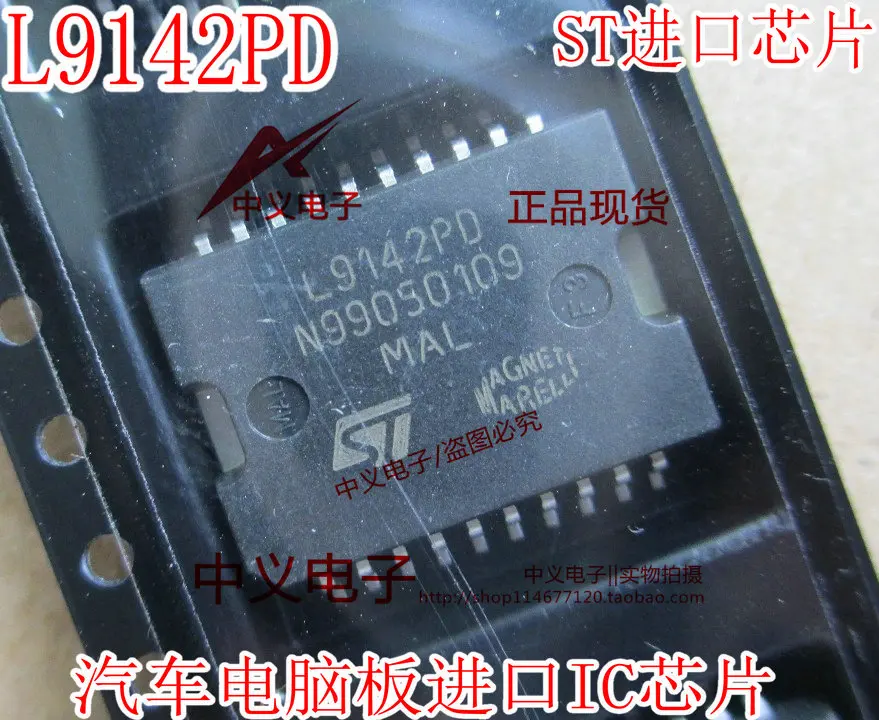 L9142PD
ST进口芯片
中义电子
正品现货
L9142PD
N99050109
MAL
MAGNETI
MARELLI
ST
中义电子/盗图必究
中义电子
中义电子||实物拍摄
http://shop114677120.taobao.com
汽车电脑板进口IC芯片